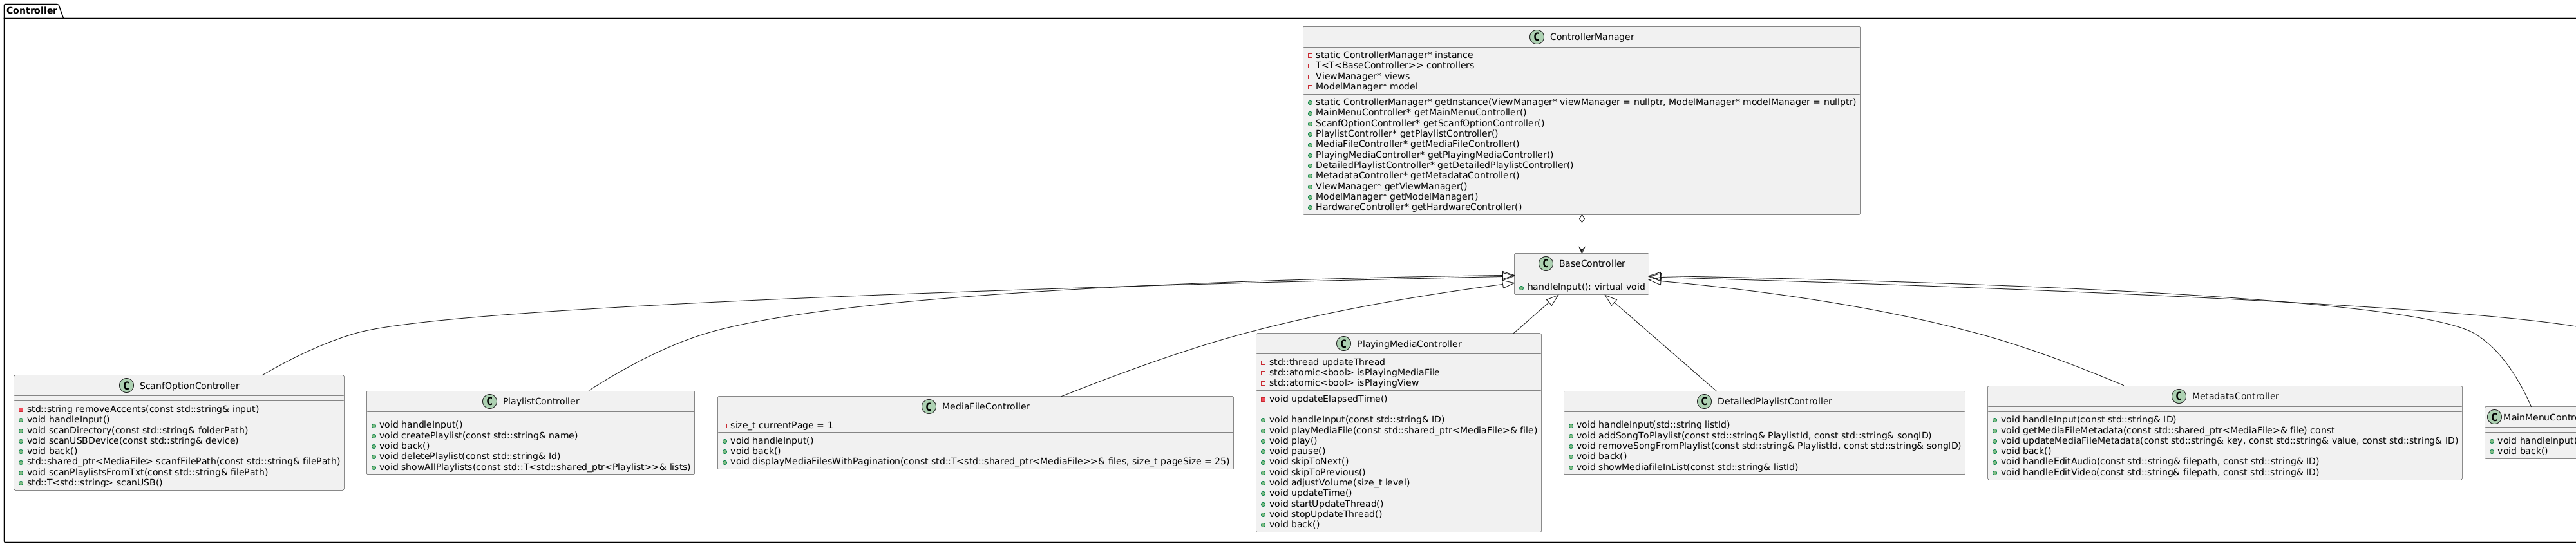 Controller
ControllerManager
static ControllerManager* instance
T<T<BaseController>> controllers
ViewManager* views
ModelManager* model
static ControllerManager* getInstance(ViewManager* viewManager = nullptr, ModelManager* modelManager = nullptr)
MainMenuController* getMainMenuController()
ScanfOptionController* getScanfOptionController()
PlaylistController* getPlaylistController()
MediaFileController* getMediaFileController()
PlayingMediaController* getPlayingMediaController()
DetailedPlaylistController* getDetailedPlaylistController()
MetadataController* getMetadataController()
ViewManager* getViewManager()
ModelManager* getModelManager()
HardwareController* getHardwareController()
BaseController
handleInput(): virtual void
ScanfOptionController
std::string removeAccents(const std::string& input)
void handleInput()
void scanDirectory(const std::string& folderPath)
void scanUSBDevice(const std::string& device)
void back()
std::shared_ptr<MediaFile> scanfFilePath(const std::string& filePath)
void scanPlaylistsFromTxt(const std::string& filePath)
std::T<std::string> scanUSB()
PlaylistController
void handleInput()
void createPlaylist(const std::string& name)
void back()
void deletePlaylist(const std::string& Id)
void showAllPlaylists(const std::T<std::shared_ptr<Playlist>>& lists)
MediaFileController
size_t currentPage = 1
void handleInput()
void back()
void displayMediaFilesWithPagination(const std::T<std::shared_ptr<MediaFile>>& files, size_t pageSize = 25)
PlayingMediaController
std::thread updateThread
std::atomic<bool> isPlayingMediaFile
std::atomic<bool> isPlayingView
void updateElapsedTime()
void handleInput(const std::string& ID)
void playMediaFile(const std::shared_ptr<MediaFile>& file)
void play()
void pause()
void skipToNext()
void skipToPrevious()
void adjustVolume(size_t level)
void updateTime()
void startUpdateThread()
void stopUpdateThread()
void back()
DetailedPlaylistController
void handleInput(std::string listId)
void addSongToPlaylist(const std::string& PlaylistId, const std::string& songID)
void removeSongFromPlaylist(const std::string& PlaylistId, const std::string& songID)
void back()
void showMediafileInList(const std::string& listId)
MetadataController
void handleInput(const std::string& ID)
void getMediaFileMetadata(const std::shared_ptr<MediaFile>& file) const
void updateMediaFileMetadata(const std::string& key, const std::string& value, const std::string& ID)
void back()
void handleEditAudio(const std::string& filepath, const std::string& ID)
void handleEditVideo(const std::string& filepath, const std::string& ID)
MainMenuContr
void handleInput(
void back()